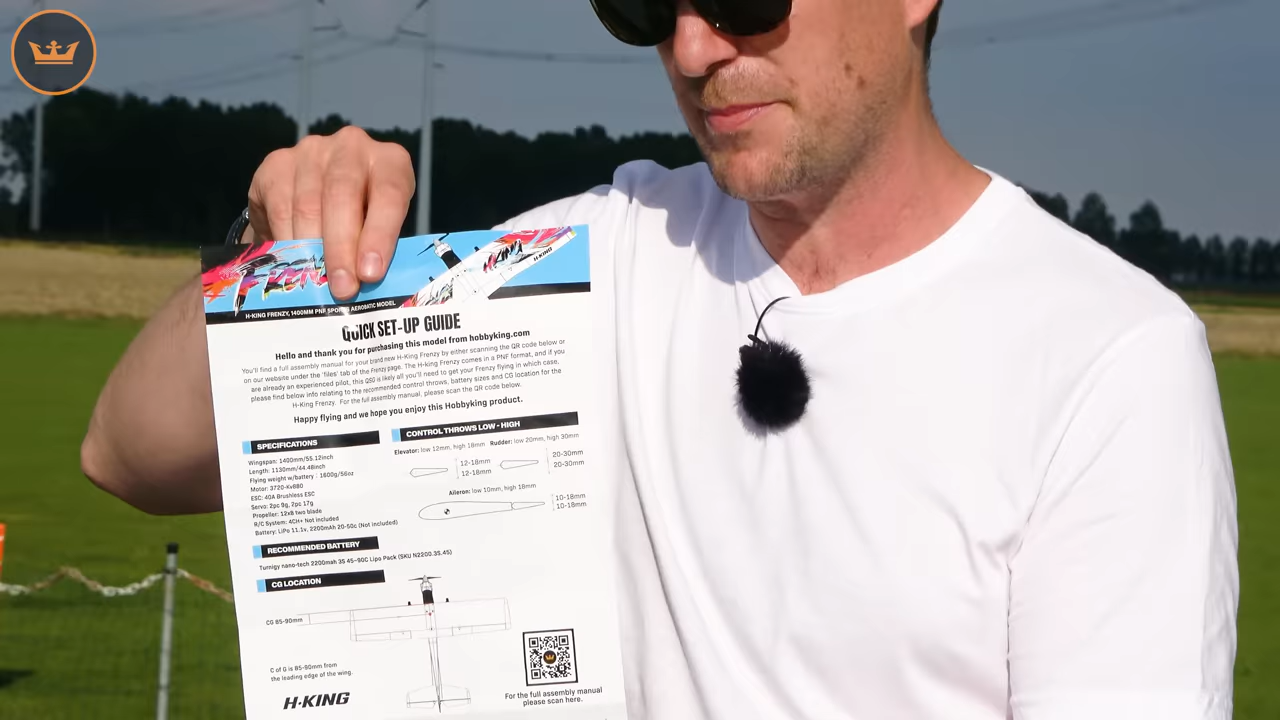 H-KING
H-KING FRENZY, 1400MM PNF SPORTS AEROBATIC MODEL
QUICK SET-UP GUIDE
Hello and thank you for purchasing this model from hobbyking.com
You'll find a full assembly manual for your brand new H-King Frenzy by either scanning the QR code below or
on our website under the 'files' tab of the Frenzy page. The H-king Frenzy comes in a PNF format, and if you
are already an experienced pilot, this QSG is likely all you'll need to get your Frenzy flying in which case,
please find below info relating to the recommended control throws, battery sizes and CG location for the
H-King Frenzy. For the full assembly manual, please scan the QR code below.
Happy flying and we hope you enjoy this Hobbyking product.
SPECIFICATIONS
Wingspan: 1400mm/55.12inch
Length: 1130mm/44.48inch
Flying weight w/battery : 1600g/56oz
Motor: 3720-Kv880
ESC: 40A Brushless ESC
Servo: 2pc 9g, 2pc 17g
Propeller: 12x8 two blade
R/C System: 4CH+ Not included
Battery: LiPo 11.1v, 2200mAh 20-50c (Not included)
CONTROL THROWS LOW - HIGH
Elevator: low 12mm, high 18mm Rudder: low 20mm, high 30mm
12-18mm 20-30mm
12-18mm 20-30mm
Aileron: low 10mm, high 18mm
10-18mm
10-18mm
RECOMMENDED BATTERY
Turnigy nano-tech 2200mah 3S 45~90C Lipo Pack (SKU N2200.3S.45)
CG LOCATION
CG 85-90mm
C of G is 85-90mm from
the leading edge of the wing.
H-KING
For the full assembly manual
please scan here.